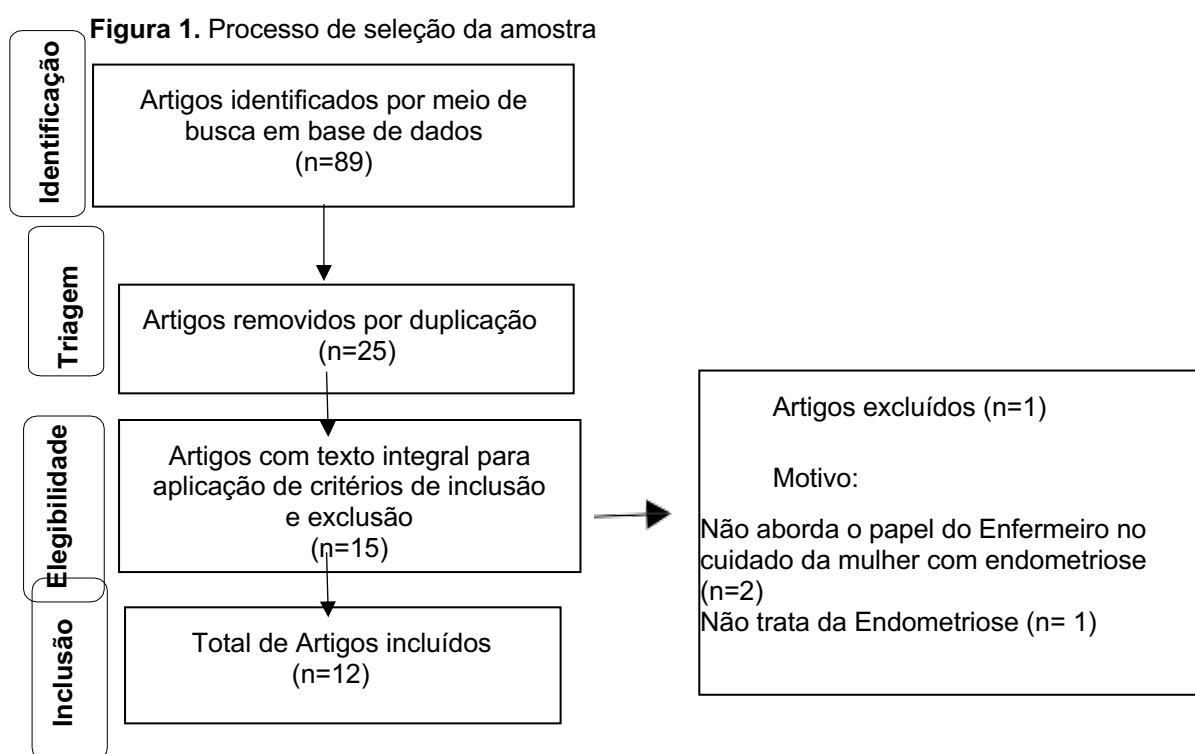 Figura 1. Processo de seleção da amostra
Identificação
Artigos identificados por meio de
busca em base de dados
(n=89)
Triagem
Artigos removidos por duplicação
(n=25)
Elegibilidade
Artigos com texto integral para
aplicação de critérios de inclusão
e exclusão
(n=15)
Artigos excluídos (n=1)
Motivo:
Não aborda o papel do Enfermeiro no
cuidado da mulher com endometriose
(n=2)
Não trata da Endometriose (n= 1)
Inclusão
Total de Artigos incluídos
(n=12)